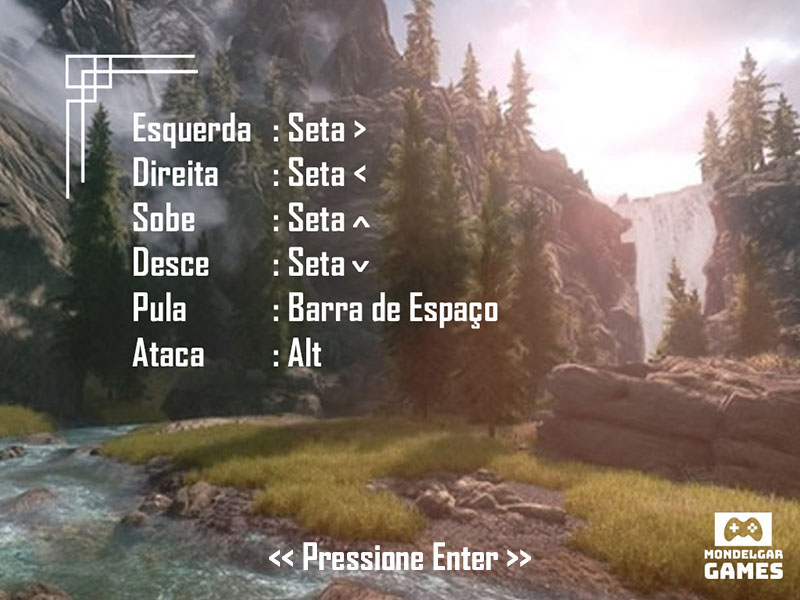 Esquerda : Seta >
Direita : Seta <
Sobe : Seta ^
Desce : Seta v
Pula : Barra de Espaço
Ataca : Alt
<< Pressione Enter >>
MONDELGAR
GAMES